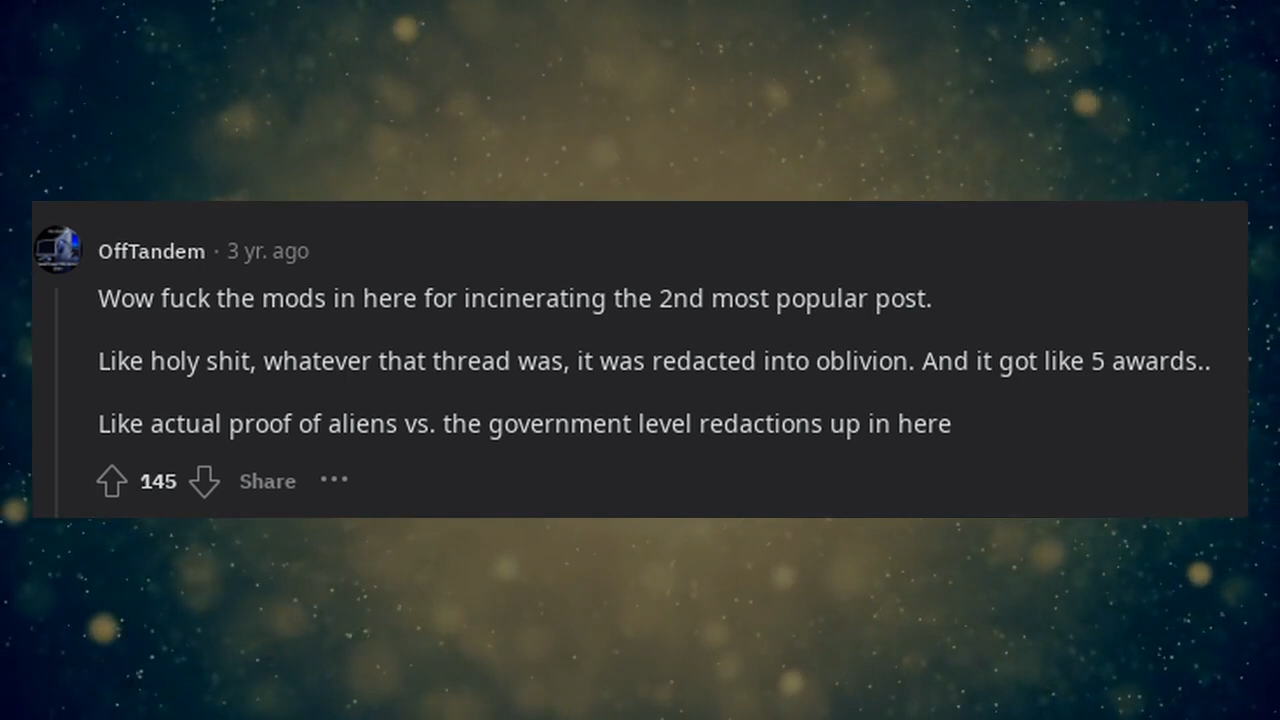 OffTandem · 3 yr. ago
Wow fuck the mods in here for incinerating the 2nd most popular post.
Like holy shit, whatever that thread was, it was redacted into oblivion. And it got like 5 awards..
Like actual proof of aliens vs. the government level redactions up in here
145 Share ···